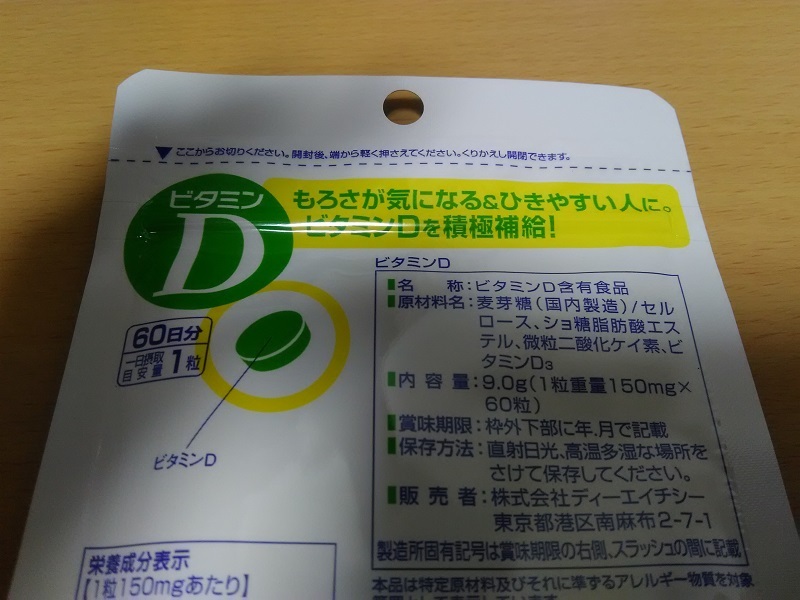 ▼ここからお切りください。開封後、端から軽く押さえてください。くりかえし開閉できます。
ビタミン
D
もろさが気になる&ひきやすい人に。
ビタミンDを積極補給!
ビタミンD
名 称:ビタミンD含有食品
原材料名:麦芽糖(国内製造)/セル
ロース、ショ糖脂肪酸エス
テル、微粒二酸化ケイ素、ビ
タミンD₃
内容量:9.0g(1粒重量150mg×
60粒)
賞味期限:枠外下部に年.月で記載
保存方法:直射日光、高温多湿な場所を
さけて保存してください。
販売者:株式会社ディーエイチシー
東京都港区南麻布2-7-1
製造所固有記号は賞味期限の右側、スラッシュの間に記載
60日分
一日摂取
目安量 1粒
ビタミンD
栄養成分表示
【1粒150mgあたり】
本品は特定原材料及びそれに準ずるアレルギー物質を対象